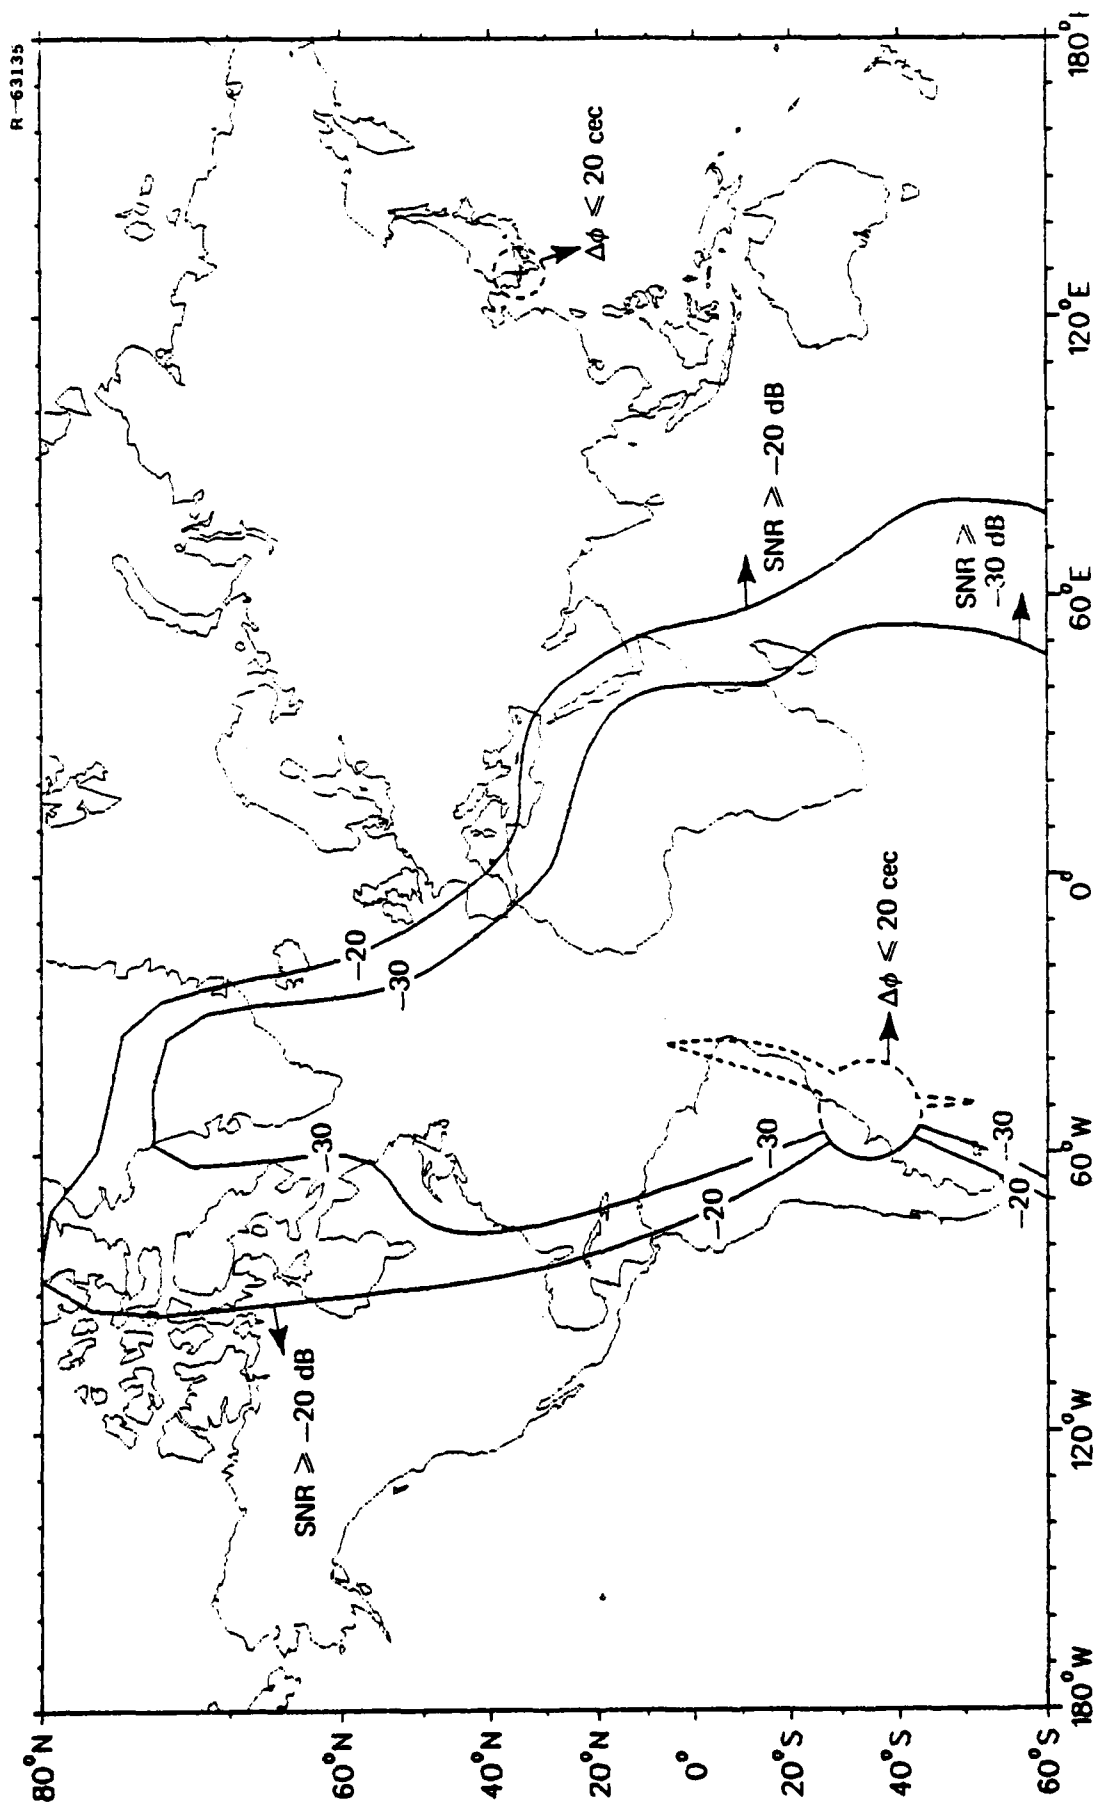 R-63135
80°N
60°N
40°N
20°N
0°
20°S
40°S
60°S
180°W
120°W
60°W
0°
60°E
120°E
180°
SNR ≥ -20 dB
-30
-20
-30
-30
-20
-20
-30
Δφ ≤ 20 cec
Δφ ≤ 20 cec
SNR ≥ -20 dB
SNR ≥
-30 dB